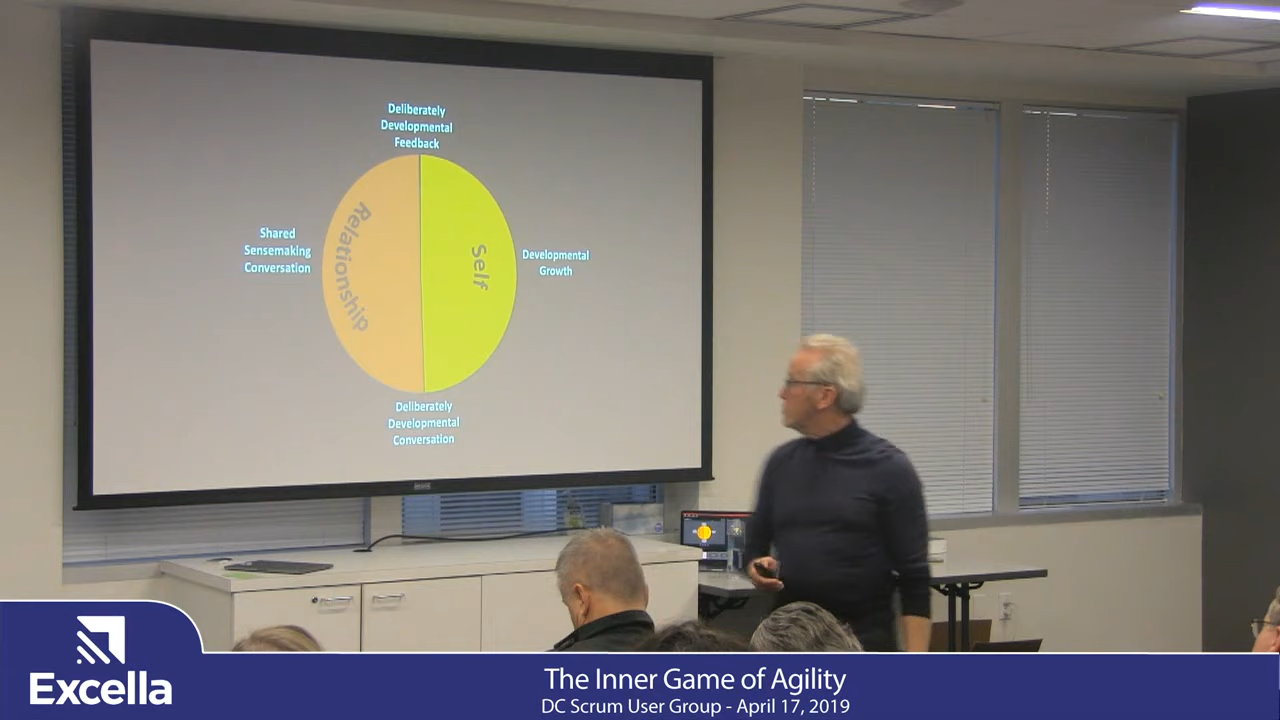 Deliberately
Developmental
Feedback
Relationship
Self
Shared
Sensemaking
Conversation
Developmental
Growth
Deliberately
Developmental
Conversation
Excella
The Inner Game of Agility
DC Scrum User Group - April 17, 2019